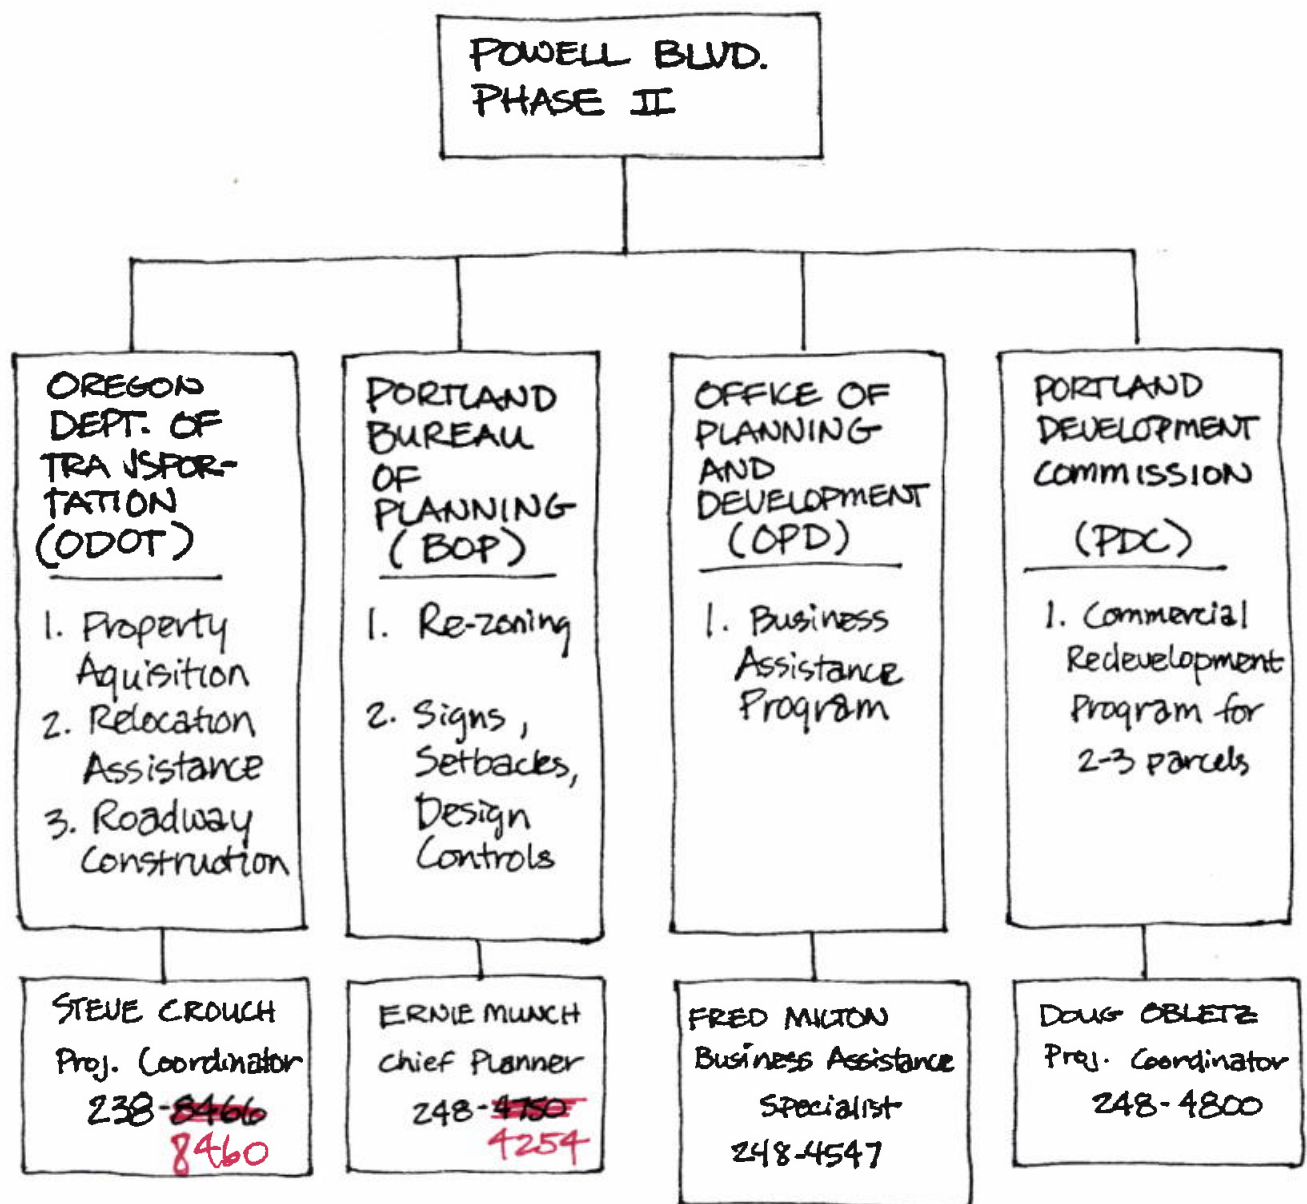 POWELL BLVD.
PHASE II
OREGON
DEPT. OF
TRANSPOR-
TATION
(ODOT)
1. Property
Aquisition
2. Relocation
Assistance
3. Roadway
Construction
STEVE CROUCH
Proj. Coordinator
238-8466
8460
PORTLAND
BUREAU
OF
PLANNING
(BOP)
1. Re-zoning
2. Signs,
Setbacks,
Design
Controls
ERNIE MUNCH
Chief Planner
248-4750
4254
OFFICE OF
PLANNING
AND
DEVELOPMENT
(OPD)
1. Business
Assistance
Program
FRED MILTON
Business Assistance
Specialist
248-4547
PORTLAND
DEVELOPMENT
COMMISSION
(PDC)
1. Commercial
Redevelopment
Program for
2-3 parcels
DOUG OBLETZ
Proj. Coordinator
248-4800